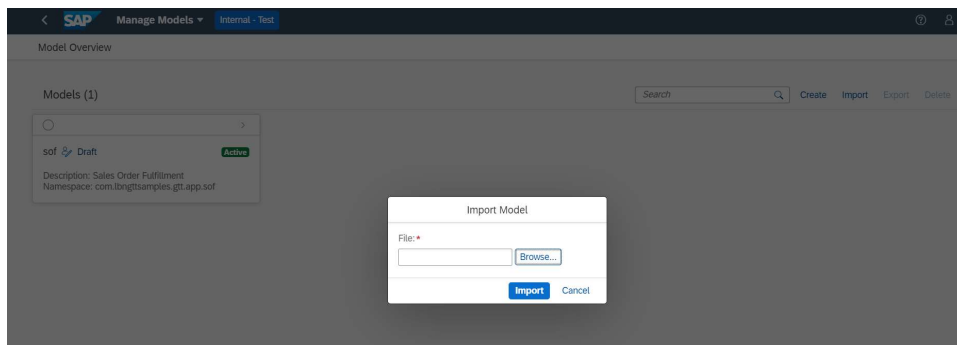 SAP Manage Models Internal - Test
Model Overview
Models (1)
Search Create Import Export Delete
sof Draft Active
Description: Sales Order Fulfillment
Namespace: com.lbngttsamples.gtt.app.sof
Import Model
File:*
Browse...
Import Cancel